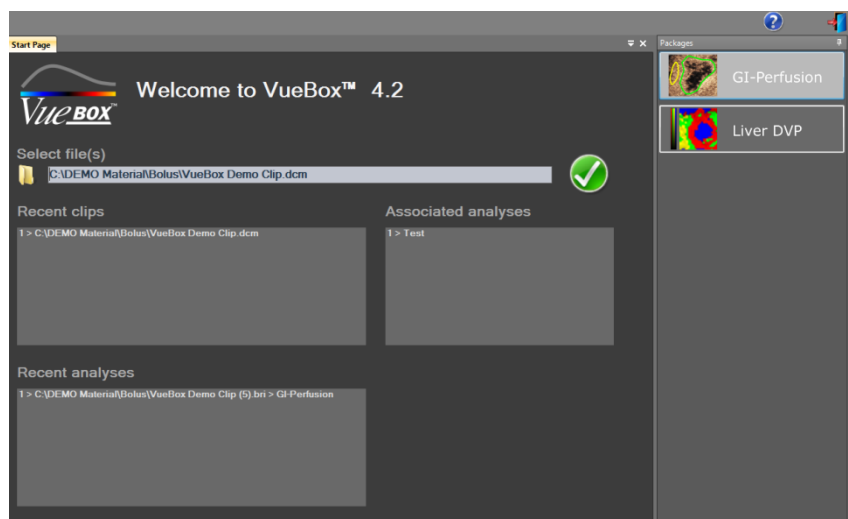 Start Page
Packages
VUEBOX™
Welcome to VueBox™ 4.2
GI-Perfusion
Liver DVP
Select file(s)
C:\DEMO Material\Bolus\VueBox Demo Clip.dcm
Recent clips
Associated analyses
1 > C:\DEMO Material\Bolus\VueBox Demo Clip.dcm
1 > Test
Recent analyses
1 > C:\DEMO Material\Bolus\VueBox Demo Clip (5).bri > GI-Perfusion